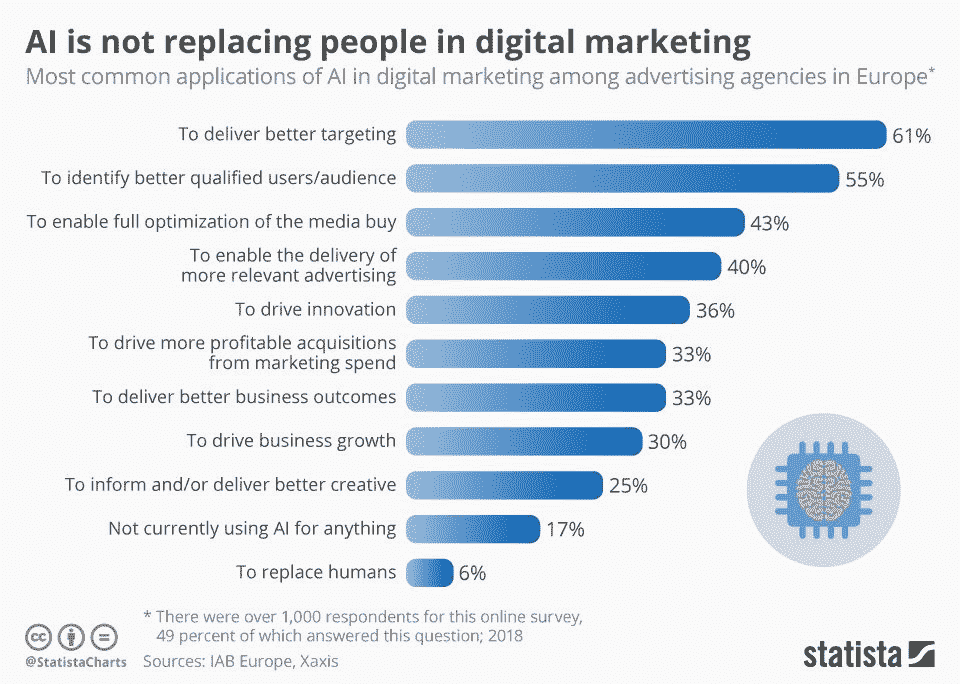 AI is not replacing people in digital marketing
Most common applications of AI in digital marketing among advertising agencies in Europe*
To deliver better targeting 61%
To identify better qualified users/audience 55%
To enable full optimization of the media buy 43%
To enable the delivery of
more relevant advertising 40%
To drive innovation 36%
To drive more profitable acquisitions
from marketing spend 33%
To deliver better business outcomes 33%
To drive business growth 30%
To inform and/or deliver better creative 25%
Not currently using AI for anything 17%
To replace humans 6%
* There were over 1,000 respondents for this online survey,
49 percent of which answered this question; 2018
cc
@StatistaCharts Sources: IAB Europe, Xaxis
statista